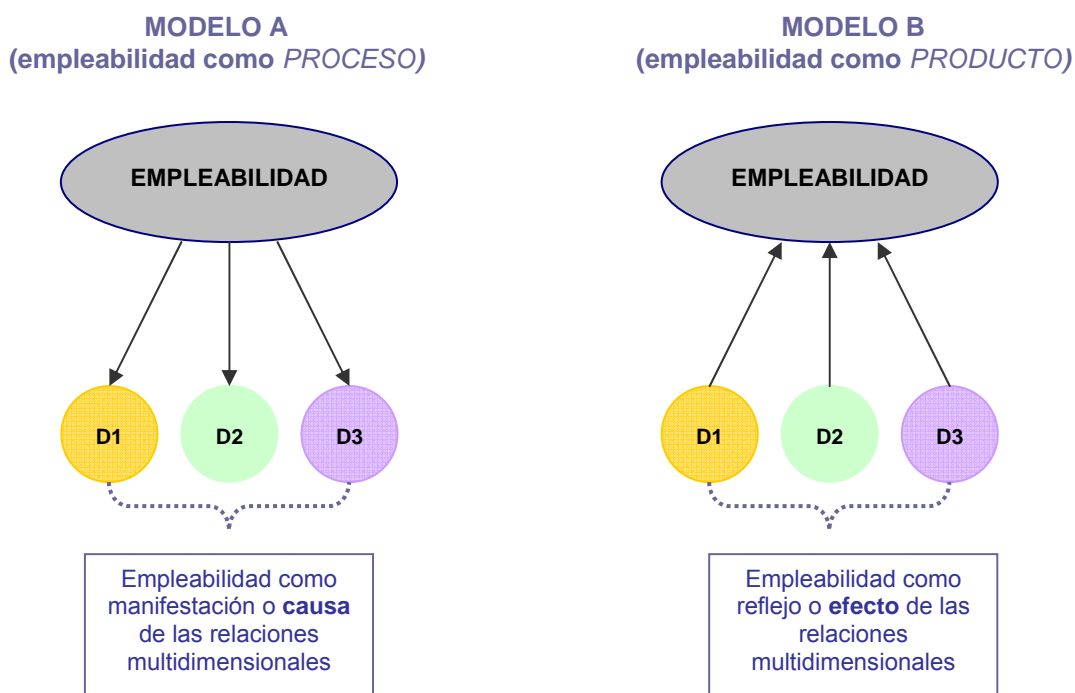 MODELO A
(empleabilidad como PROCESO)
EMPLEABILIDAD
D1
D2
D3
Empleabilidad como
manifestación o causa
de las relaciones
multidimensionales
MODELO B
(empleabilidad como PRODUCTO)
EMPLEABILIDAD
D1
D2
D3
Empleabilidad como
reflejo o efecto de las
relaciones
multidimensionales